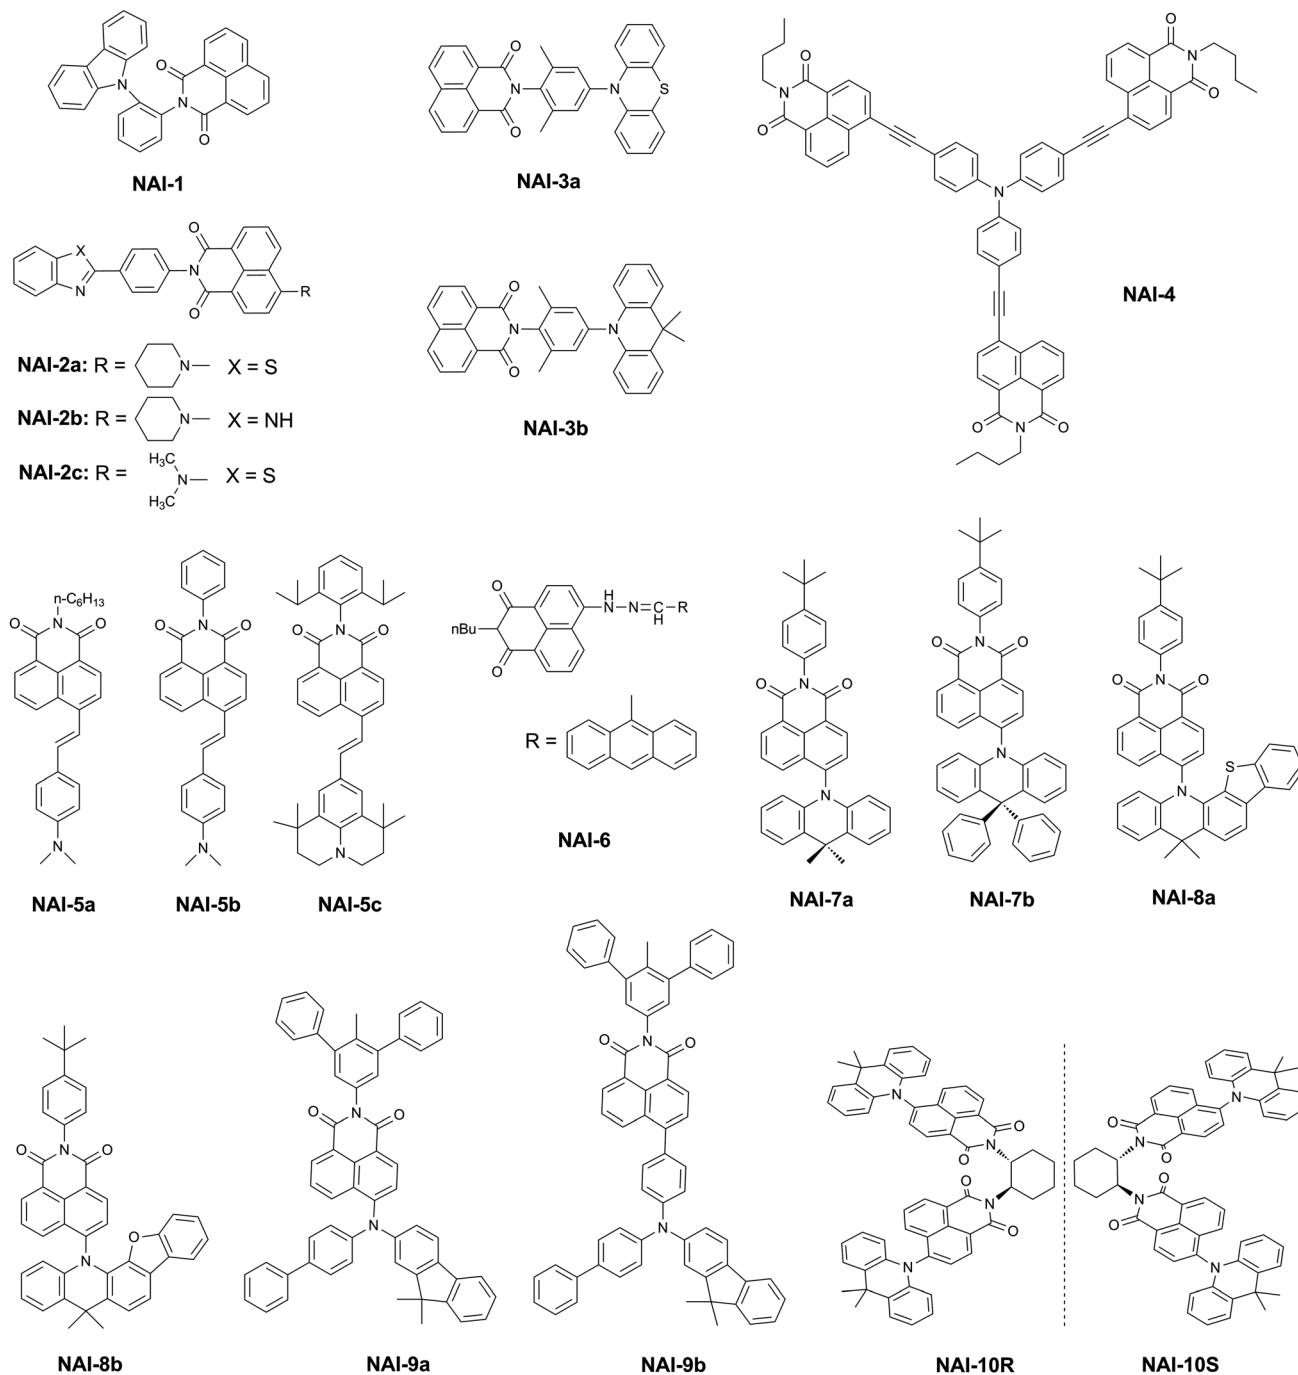 N
O
N
O
NAI-1
O
N
O
N
S
NAI-3a
O
N
O
O
N
O
N
O
N
O
NAI-4
X
N
O
N
O
R
NAI-2a: R = N X = S
NAI-2b: R = N X = NH
NAI-2c: R = H₃C N H₃C X = S
O
N
O
N
NAI-3b
n-C₆H₁₃
O N O
N
NAI-5a
O N O
N
NAI-5b
O N O
N
NAI-5c
O
nBu
O
H
N N=C R
H
R =
NAI-6
O N O
N
NAI-7a
O N O
N
NAI-7b
O N O
S
N
NAI-8a
O N O
O
N
NAI-8b
O N O
N
NAI-9a
O N O
N
NAI-9b
N
O
N
O
O
N
O
N
NAI-10R
N
O
N
O
O
N
O
N
NAI-10S